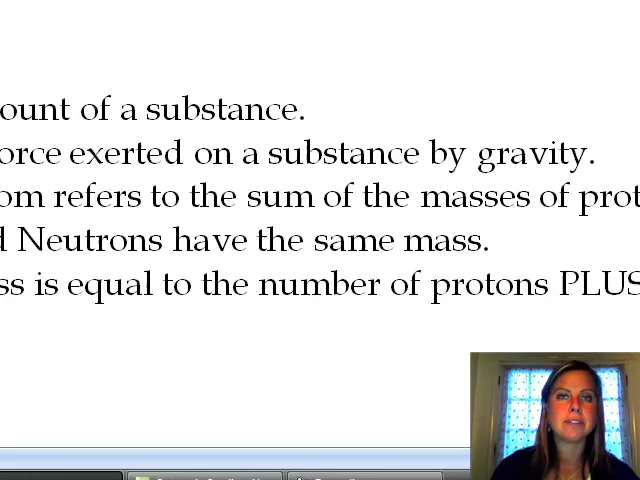 ount of a substance.
orce exerted on a substance by gravity.
om refers to the sum of the masses of prot
d Neutrons have the same mass.
ss is equal to the number of protons PLUS